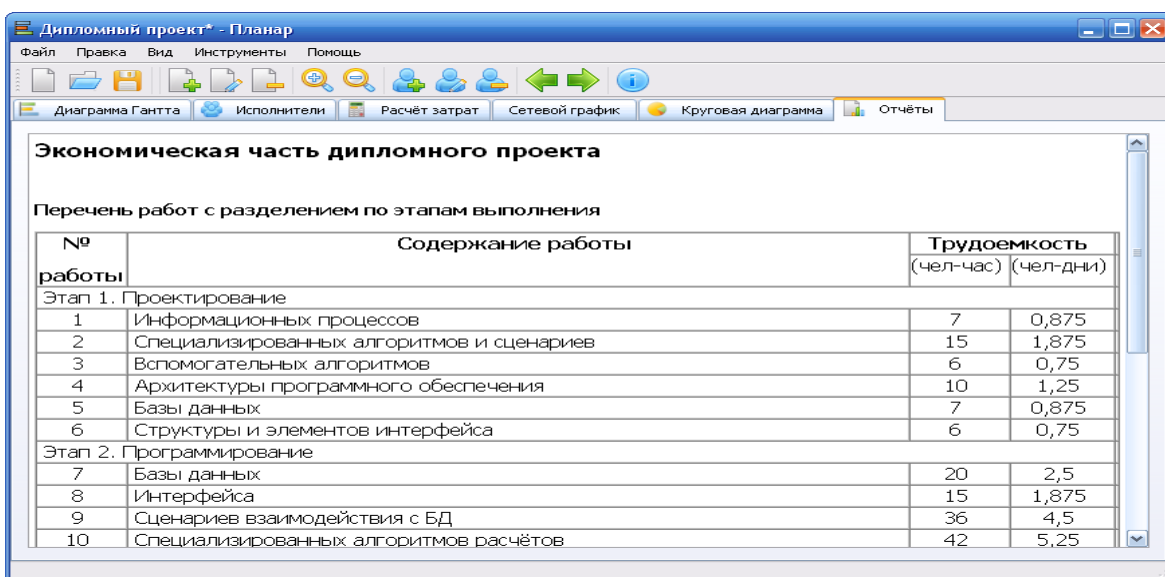 Дипломный проект* - Планар
Файл Правка Вид Инструменты Помощь
Диаграмма Гантта Исполнители Расчёт затрат Сетевой график Круговая диаграмма Отчёты
Экономическая часть дипломного проекта
Перечень работ с разделением по этапам выполнения
№ работы Содержание работы Трудоемкость
(чел-час) (чел-дни)
Этап 1. Проектирование
1 Информационных процессов 7 0,875
2 Специализированных алгоритмов и сценариев 15 1,875
3 Вспомогательных алгоритмов 6 0,75
4 Архитектуры программного обеспечения 10 1,25
5 Базы данных 7 0,875
6 Структуры и элементов интерфейса 6 0,75
Этап 2. Программирование
7 Базы данных 20 2,5
8 Интерфейса 15 1,875
9 Сценариев взаимодействия с БД 36 4,5
10 Специализированных алгоритмов расчётов 42 5,25